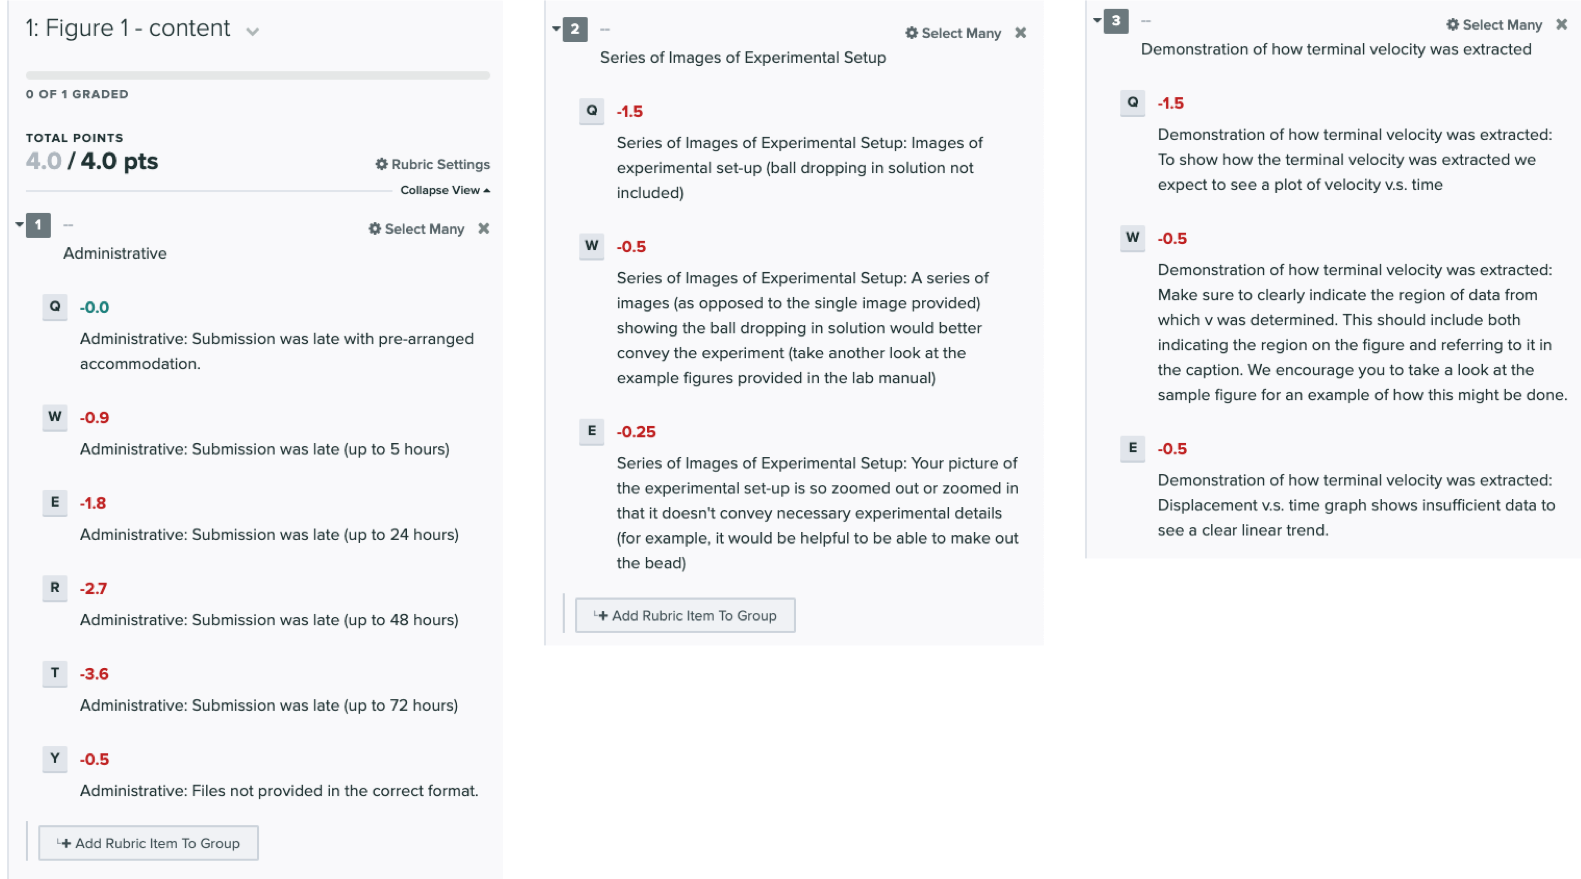 1: Figure 1 - content
0 OF 1 GRADED
TOTAL POINTS
4.0 / 4.0 pts
Rubric Settings
Collapse View
1 --
Select Many
Administrative
Q -0.0
Administrative: Submission was late with pre-arranged
accommodation.
W -0.9
Administrative: Submission was late (up to 5 hours)
E -1.8
Administrative: Submission was late (up to 24 hours)
R -2.7
Administrative: Submission was late (up to 48 hours)
T -3.6
Administrative: Submission was late (up to 72 hours)
Y -0.5
Administrative: Files not provided in the correct format.
Add Rubric Item To Group
2 --
Select Many
Series of Images of Experimental Setup
Q -1.5
Series of Images of Experimental Setup: Images of
experimental set-up (ball dropping in solution not
included)
W -0.5
Series of Images of Experimental Setup: A series of
images (as opposed to the single image provided)
showing the ball dropping in solution would better
convey the experiment (take another look at the
example figures provided in the lab manual)
E -0.25
Series of Images of Experimental Setup: Your picture of
the experimental set-up is so zoomed out or zoomed in
that it doesn't convey necessary experimental details
(for example, it would be helpful to be able to make out
the bead)
Add Rubric Item To Group
3 --
Select Many
Demonstration of how terminal velocity was extracted
Q -1.5
Demonstration of how terminal velocity was extracted:
To show how the terminal velocity was extracted we
expect to see a plot of velocity v.s. time
W -0.5
Demonstration of how terminal velocity was extracted:
Make sure to clearly indicate the region of data from
which v was determined. This should include both
indicating the region on the figure and referring to it in
the caption. We encourage you to take a look at the
sample figure for an example of how this might be done.
E -0.5
Demonstration of how terminal velocity was extracted:
Displacement v.s. time graph shows insufficient data to
see a clear linear trend.